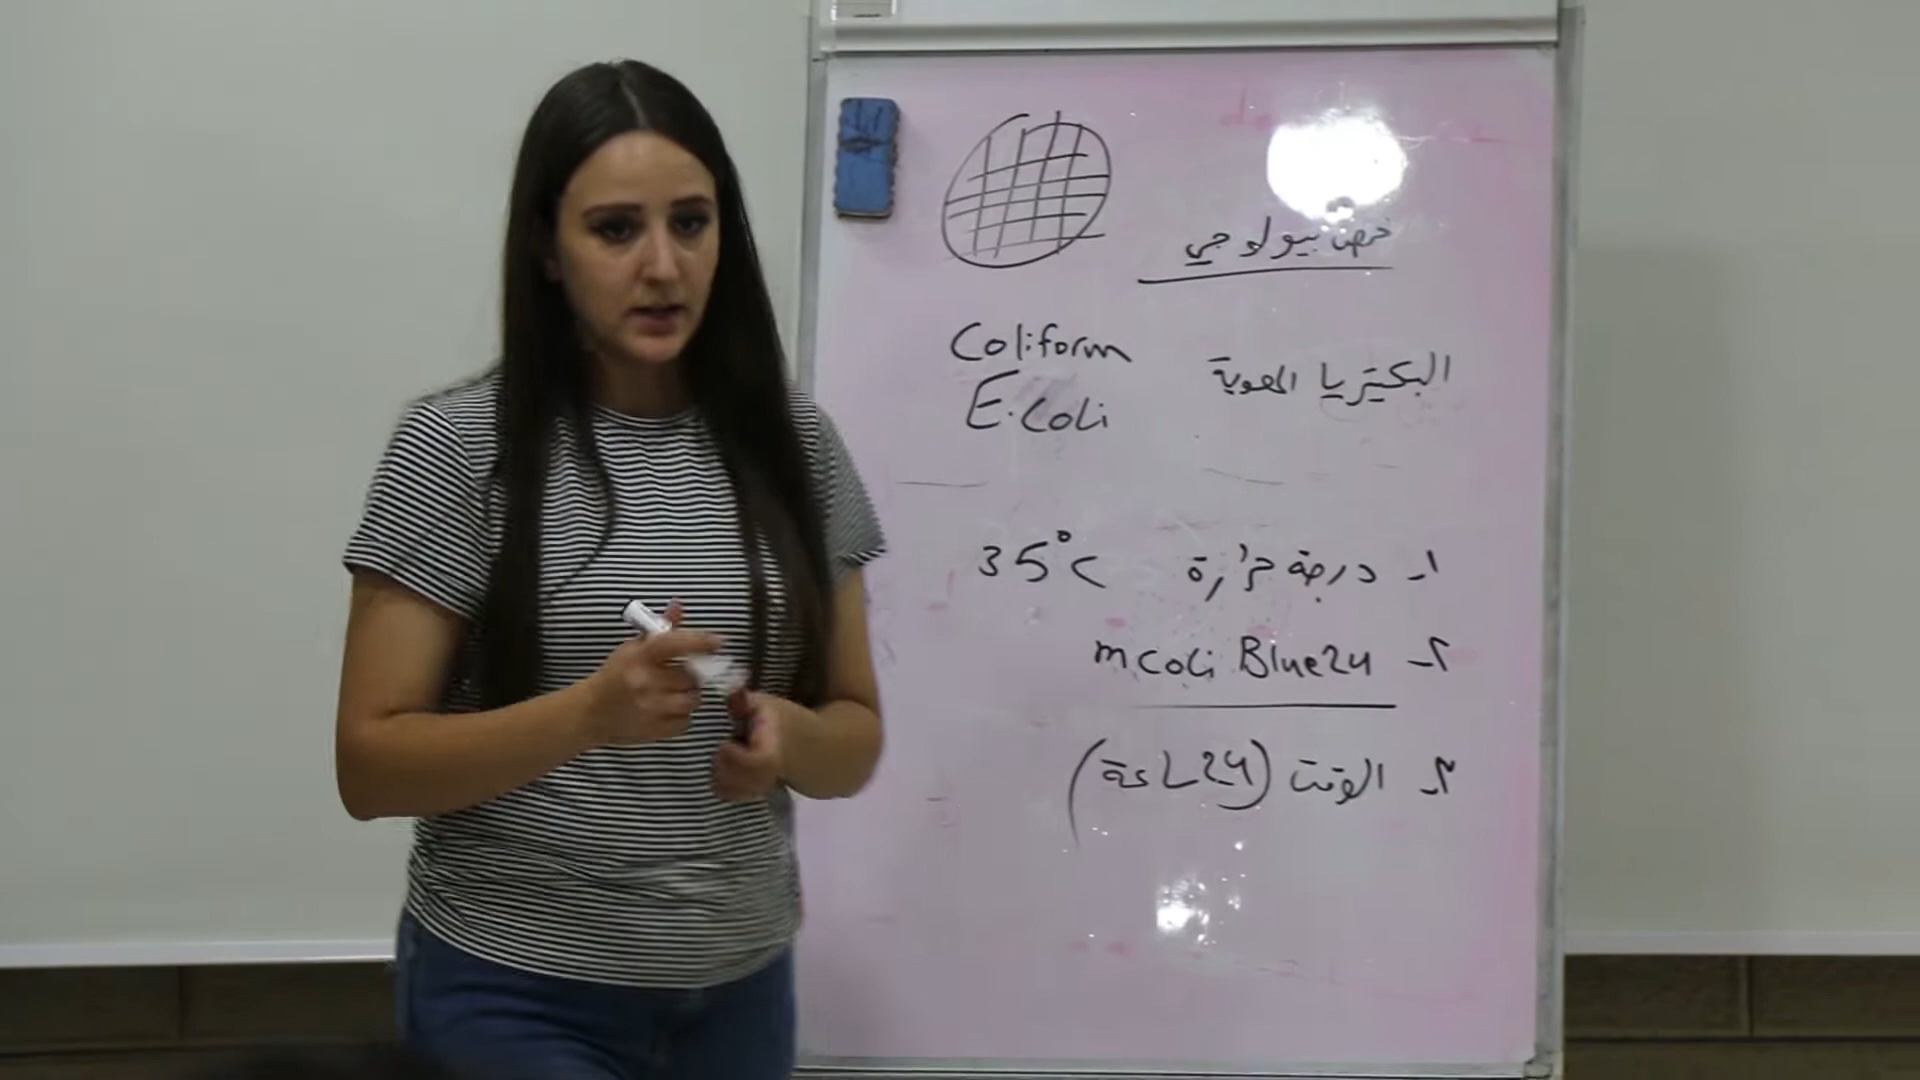 فحص بيولوجي
Coliform
E.Coli
البكتيريا المعوية
١- درجة حرارة 35°C
٢- mColi Blue24
٣- الوقت (24 ساعة)